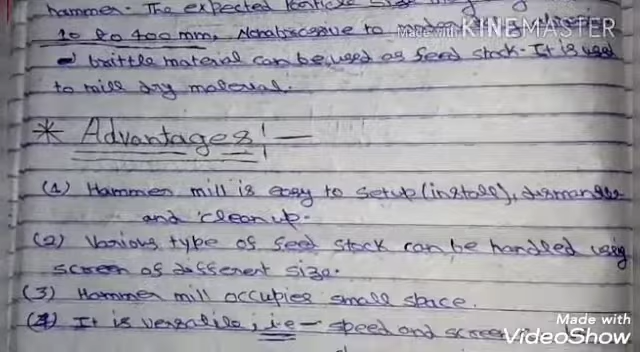 hammer. The expected Particle size
10 to 400 mm, Nonabrasive to
brittle material can be used as feed stock. It is used
to mill dry material.
* Advantages! —
(1) Hammer mill is easy to setup (install), dismantle
and cleanup.
(2) Various type of feed stock can be handled using
screen of different size.
(3) Hammer mill occupies small space.
(4) It is versatile, i.e — speed and screen
Made with KINEMASTER
Made with
VideoShow